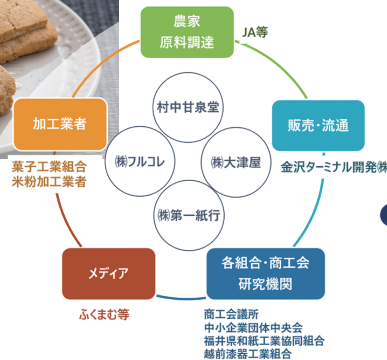 農家
原料調達
JA等
村中甘泉堂
加工業者
販売・流通
菓子工業組合
米粉加工業者
㈱フルコレ
㈱大津屋
金沢ターミナル開発㈱
㈱第一紙行
メディア
各組合・商工会
研究機関
ふくまむ等
商工会議所
中小企業団体中央会
福井県和紙工業協同組合
越前漆器工業組合